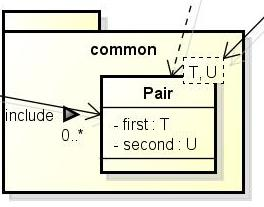 common
T,U
Pair
include
- first : T
0..*
- second : U